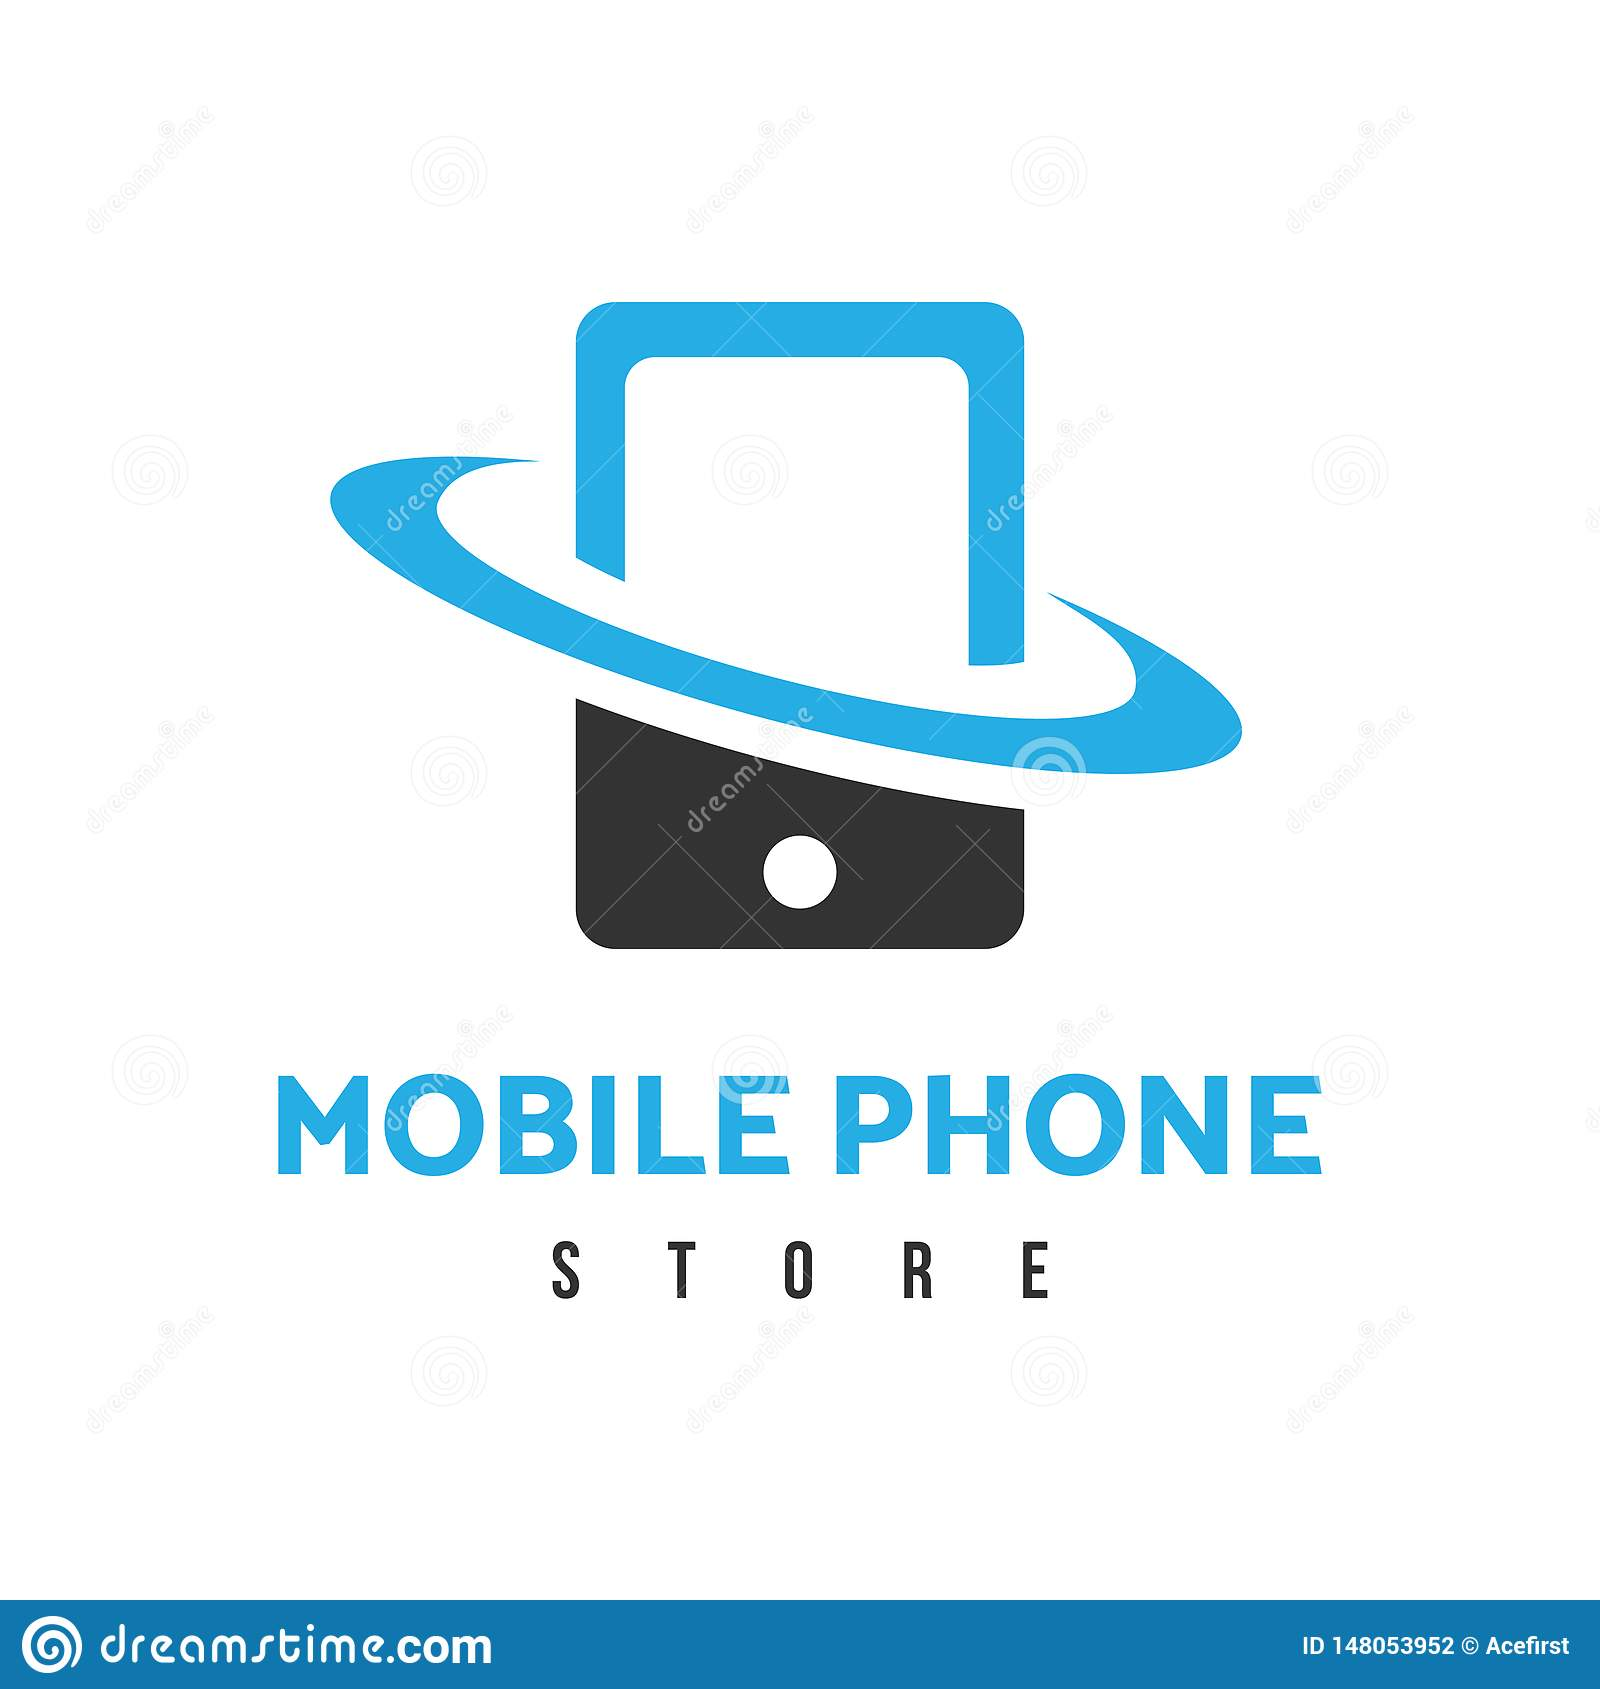 MOBILE PHONE
STORE
dreamstime.com
ID 148053952 © Acefirst